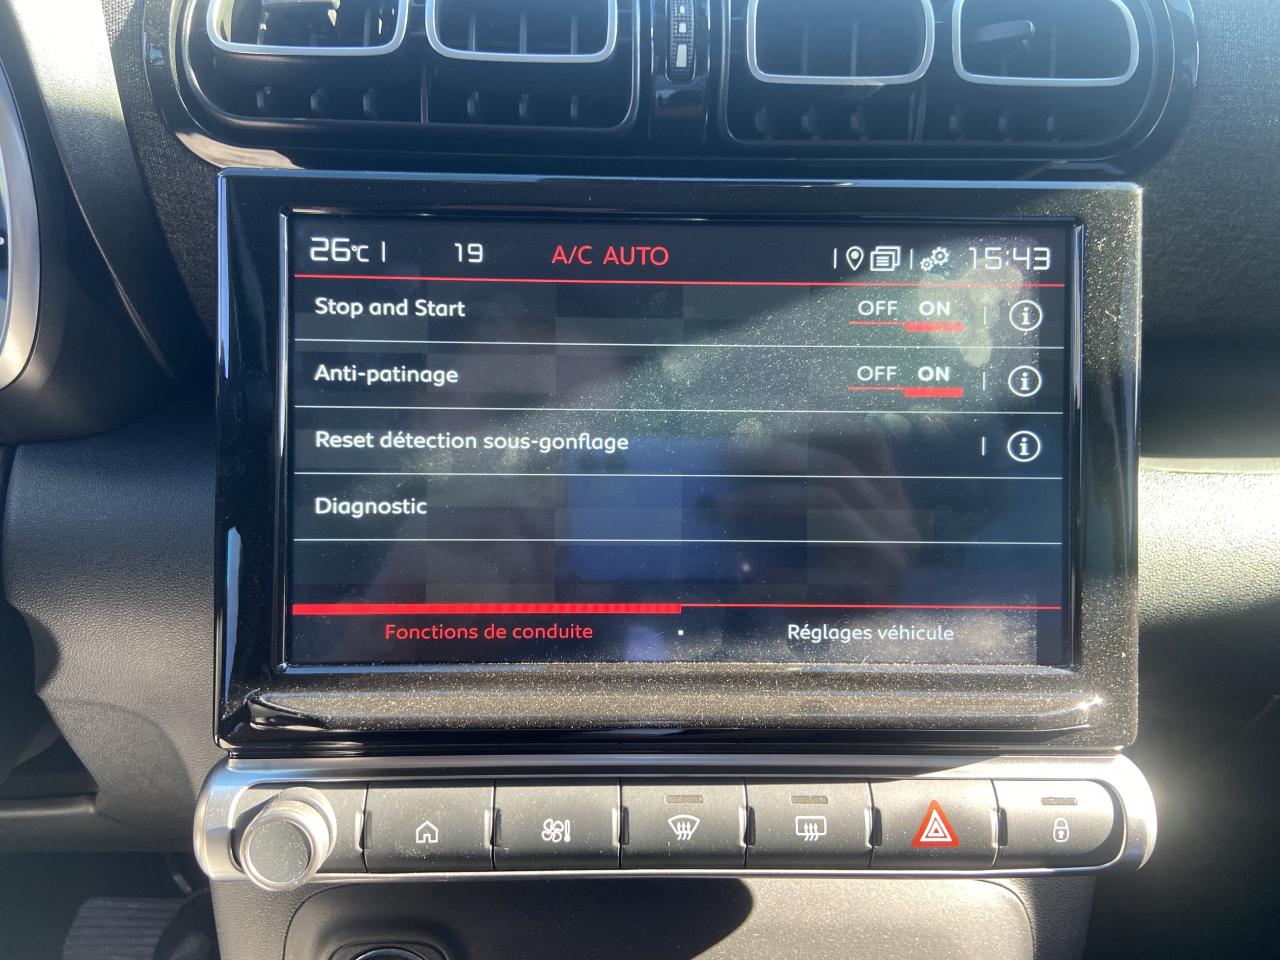 26°C 19 A/C AUTO 15:43
Stop and Start OFF ON
Anti-patinage OFF ON
Reset détection sous-gonflage
Diagnostic
Fonctions de conduite Réglages véhicule